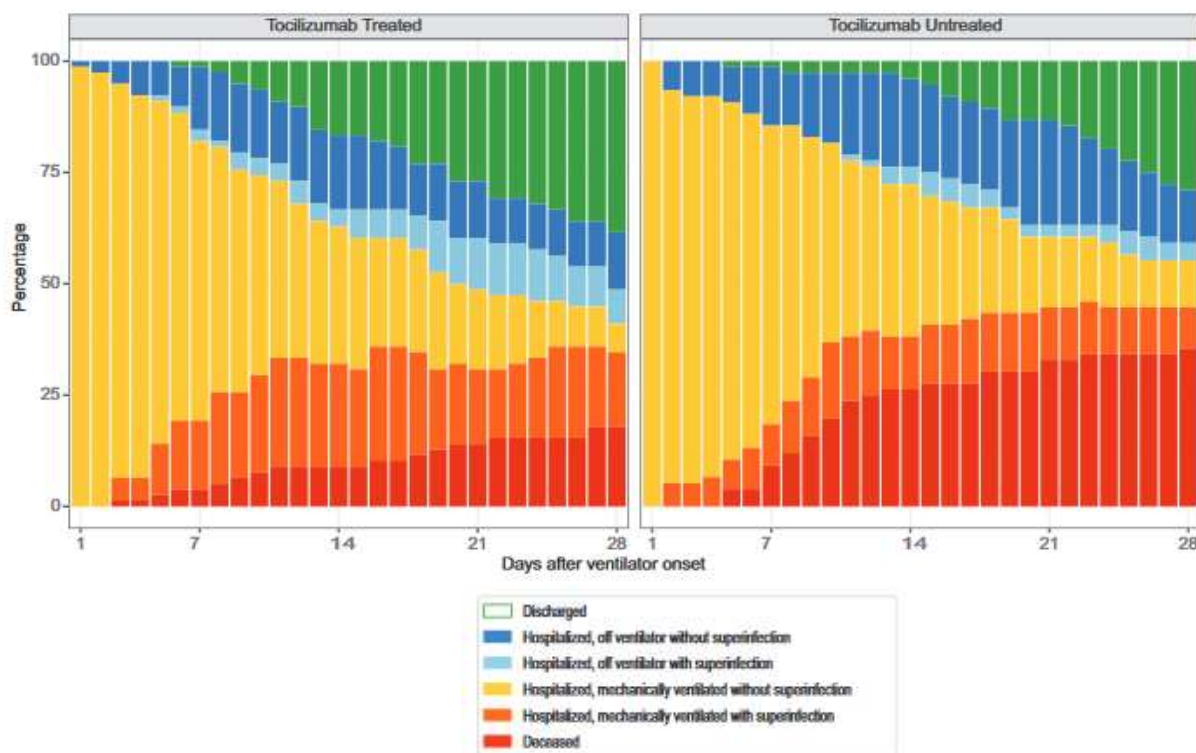 Tocilizumab Treated
Tocilizumab Untreated
100
75
50
25
0
Percentage
1 7 14 21 28
1 7 14 21 28
Days after ventilator onset
Discharged
Hospitalized, off ventilator without superinfection
Hospitalized, off ventilator with superinfection
Hospitalized, mechanically ventilated without superinfection
Hospitalized, mechanically ventilated with superinfection
Deceased